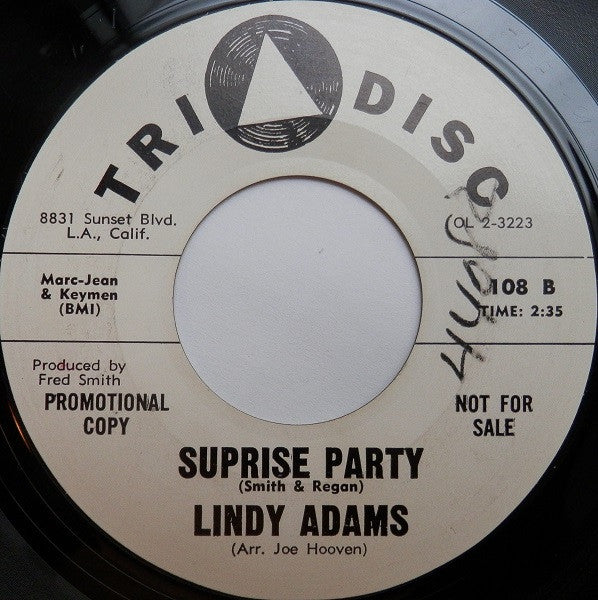 TRI DISC
8831 Sunset Blvd.
L.A., Calif.
OL 2-3223
Marc-Jean
& Keymen
(BMI)
108 B
TIME: 2:35
Produced by
Fred Smith
PROMOTIONAL
COPY
NOT FOR
SALE
SUPRISE PARTY
(Smith & Regan)
LINDY ADAMS
(Arr. Joe Hooven)